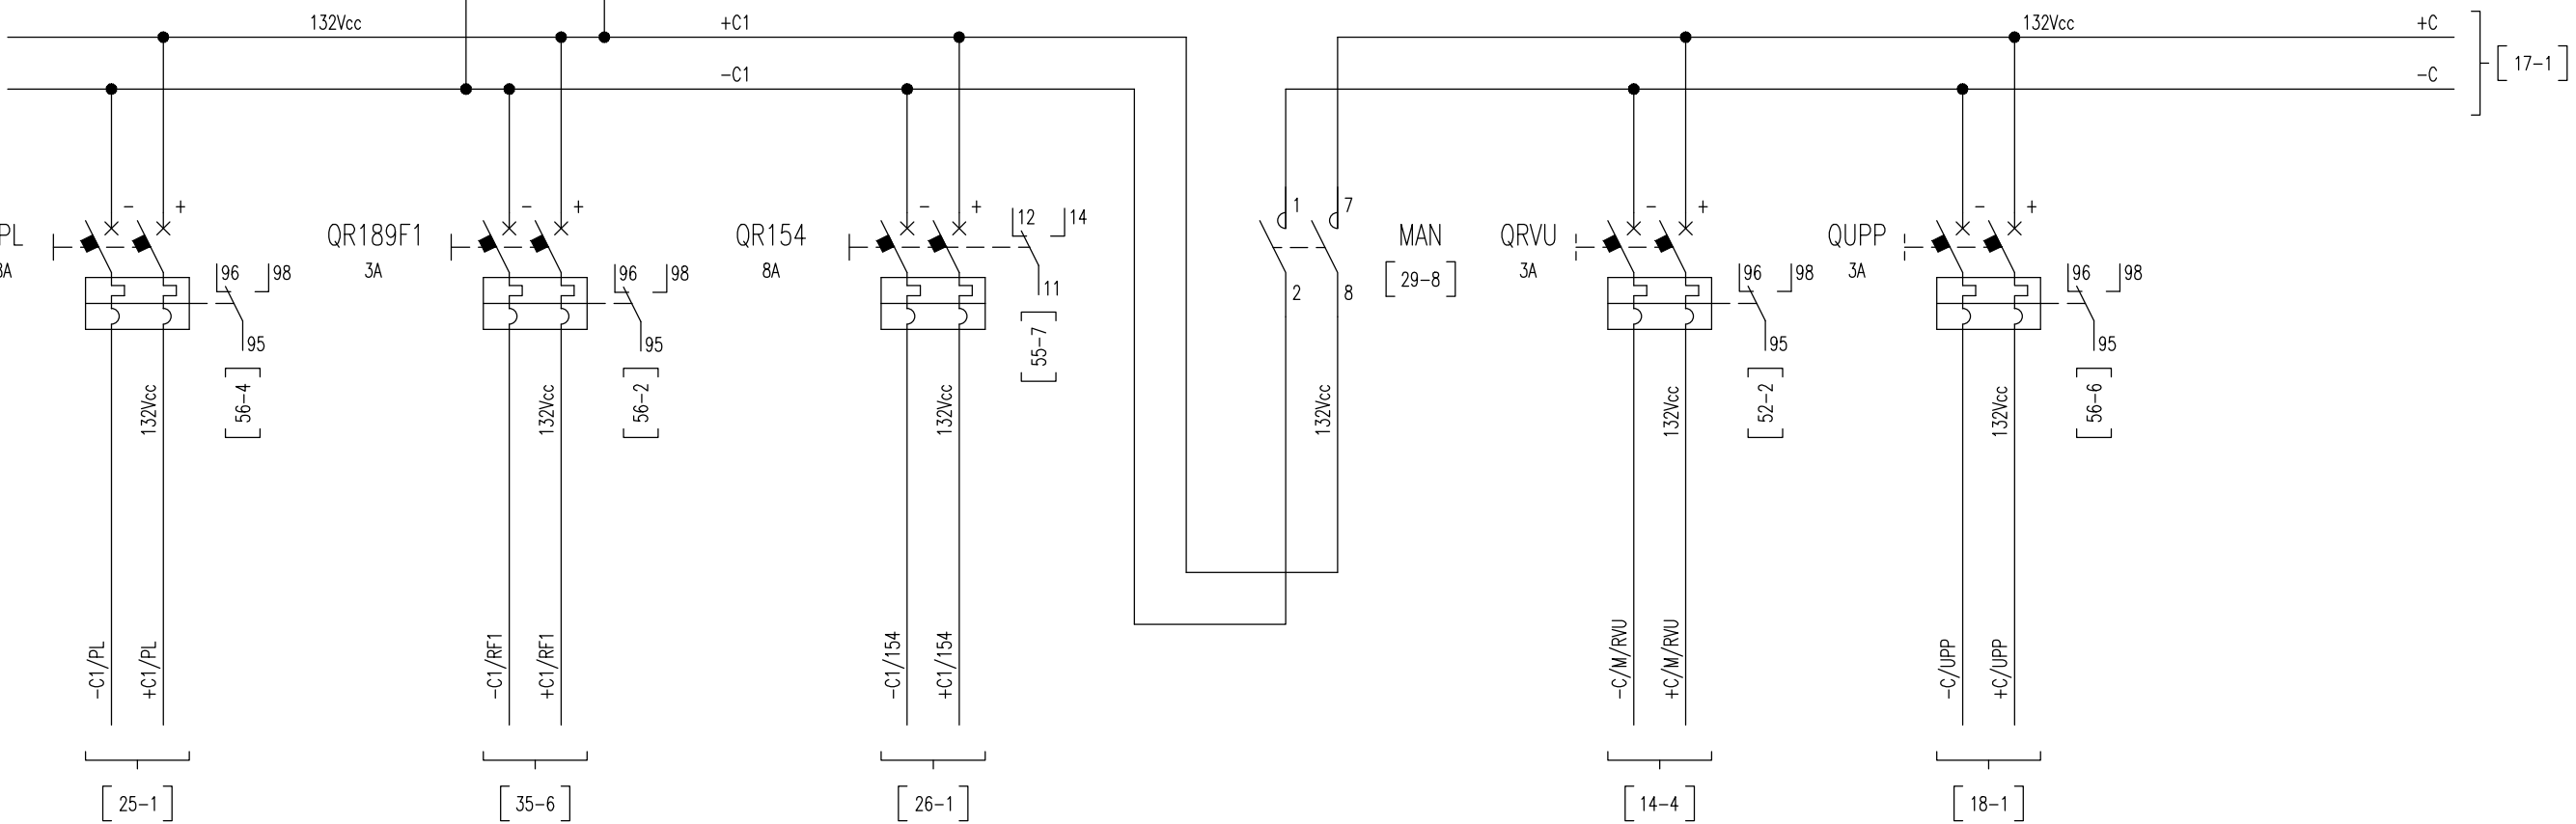 132Vcc +C1 132Vcc +C
-C1 -C [ 17-1 ]
- + - + - + 12 14 1 7 - + - +
PL QR189F1 QR154 MAN QRVU QUPP
3A 8A [ 29-8 ] 3A 3A
96 98 96 98 11 2 8 96 98 96 98
95 95 95 95
[ 56-4 ] [ 56-2 ] [ 55-7 ] [ 52-2 ] [ 56-6 ]
132Vcc 132Vcc 132Vcc 132Vcc 132Vcc 132Vcc
-C1/PL +C1/PL -C1/RF1 +C1/RF1 -C1/154 +C1/154 -C/M/RVU +C/M/RVU -C/UPP +C/UPP
[ 25-1 ] [ 35-6 ] [ 26-1 ] [ 14-4 ] [ 18-1 ]